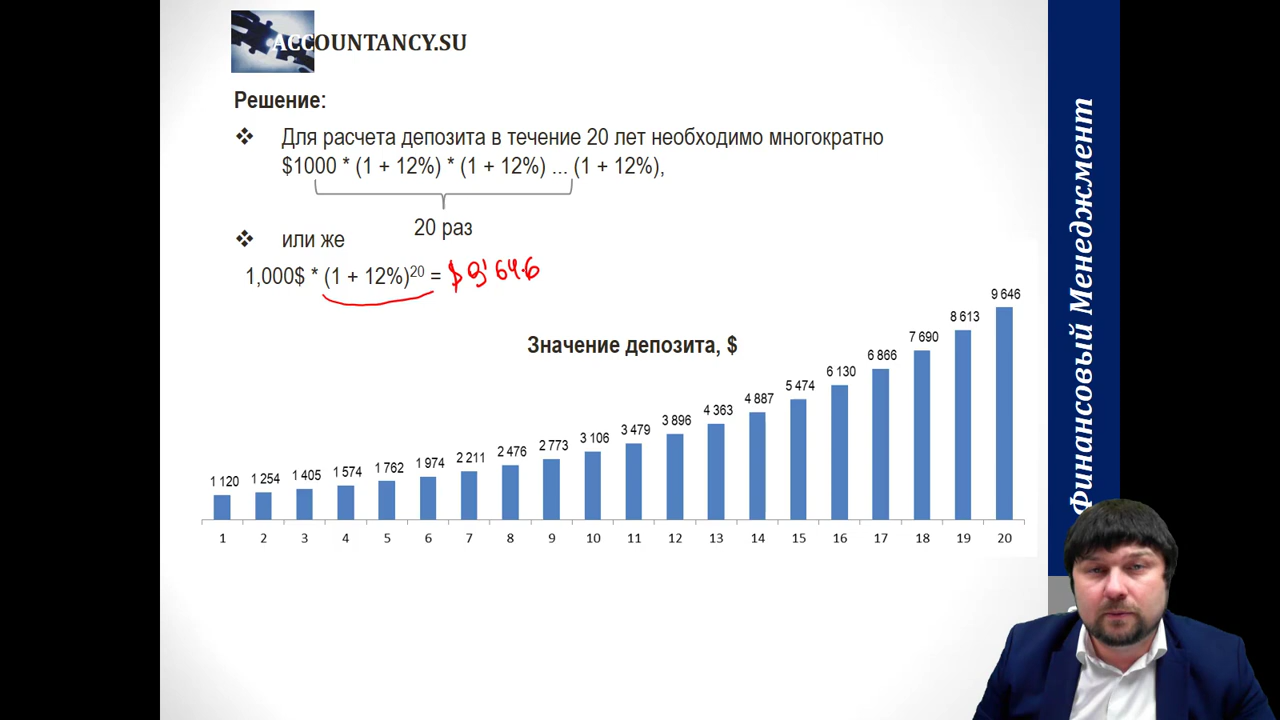 ACCOUNTANCY.SU
Решение:
❖ Для расчета депозита в течение 20 лет необходимо многократно
$1000 * (1 + 12%) * (1 + 12%) ... (1 + 12%),
20 раз
❖ или же
1,000$ * (1 + 12%)²⁰ = $9'646
Значение депозита, $
1 120 1 254 1 405 1 574 1 762 1 974 2 211 2 476 2 773 3 106 3 479 3 896 4 363 4 887 5 474 6 130 6 866 7 690 8 613 9 646
1 2 3 4 5 6 7 8 9 10 11 12 13 14 15 16 17 18 19 20
Финансовый Менеджмент